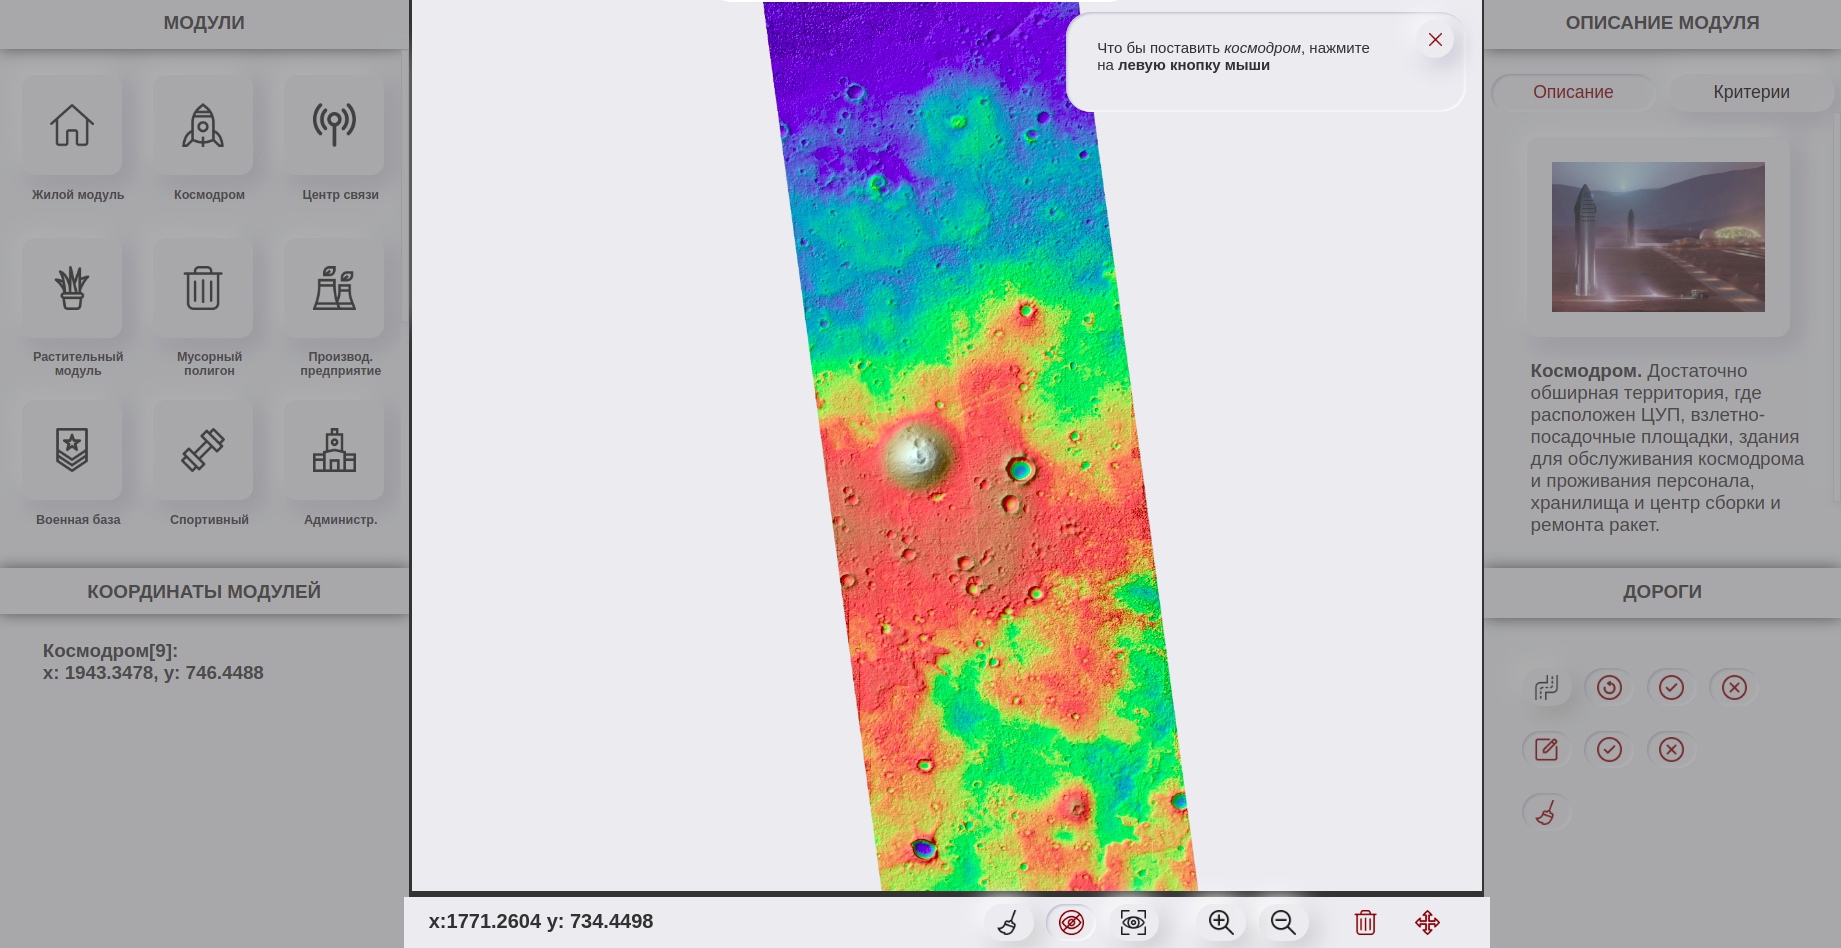 МОДУЛИ
Жилой модуль
Космодром
Центр связи
Растительный
модуль
Мусорный
полигон
Производ.
предприятие
Военная база
Спортивный
Администр.
КООРДИНАТЫ МОДУЛЕЙ
Космодром[9]:
x: 1943.3478, y: 746.4488
Что бы поставить космодром, нажмите
на левую кнопку мыши
x:1771.2604 y: 734.4498
ОПИСАНИЕ МОДУЛЯ
Описание
Критерии
Космодром. Достаточно
обширная территория, где
расположен ЦУП, взлетно-
посадочные площадки, здания
для обслуживания космодрома
и проживания персонала,
хранилища и центр сборки и
ремонта ракет.
ДОРОГИ